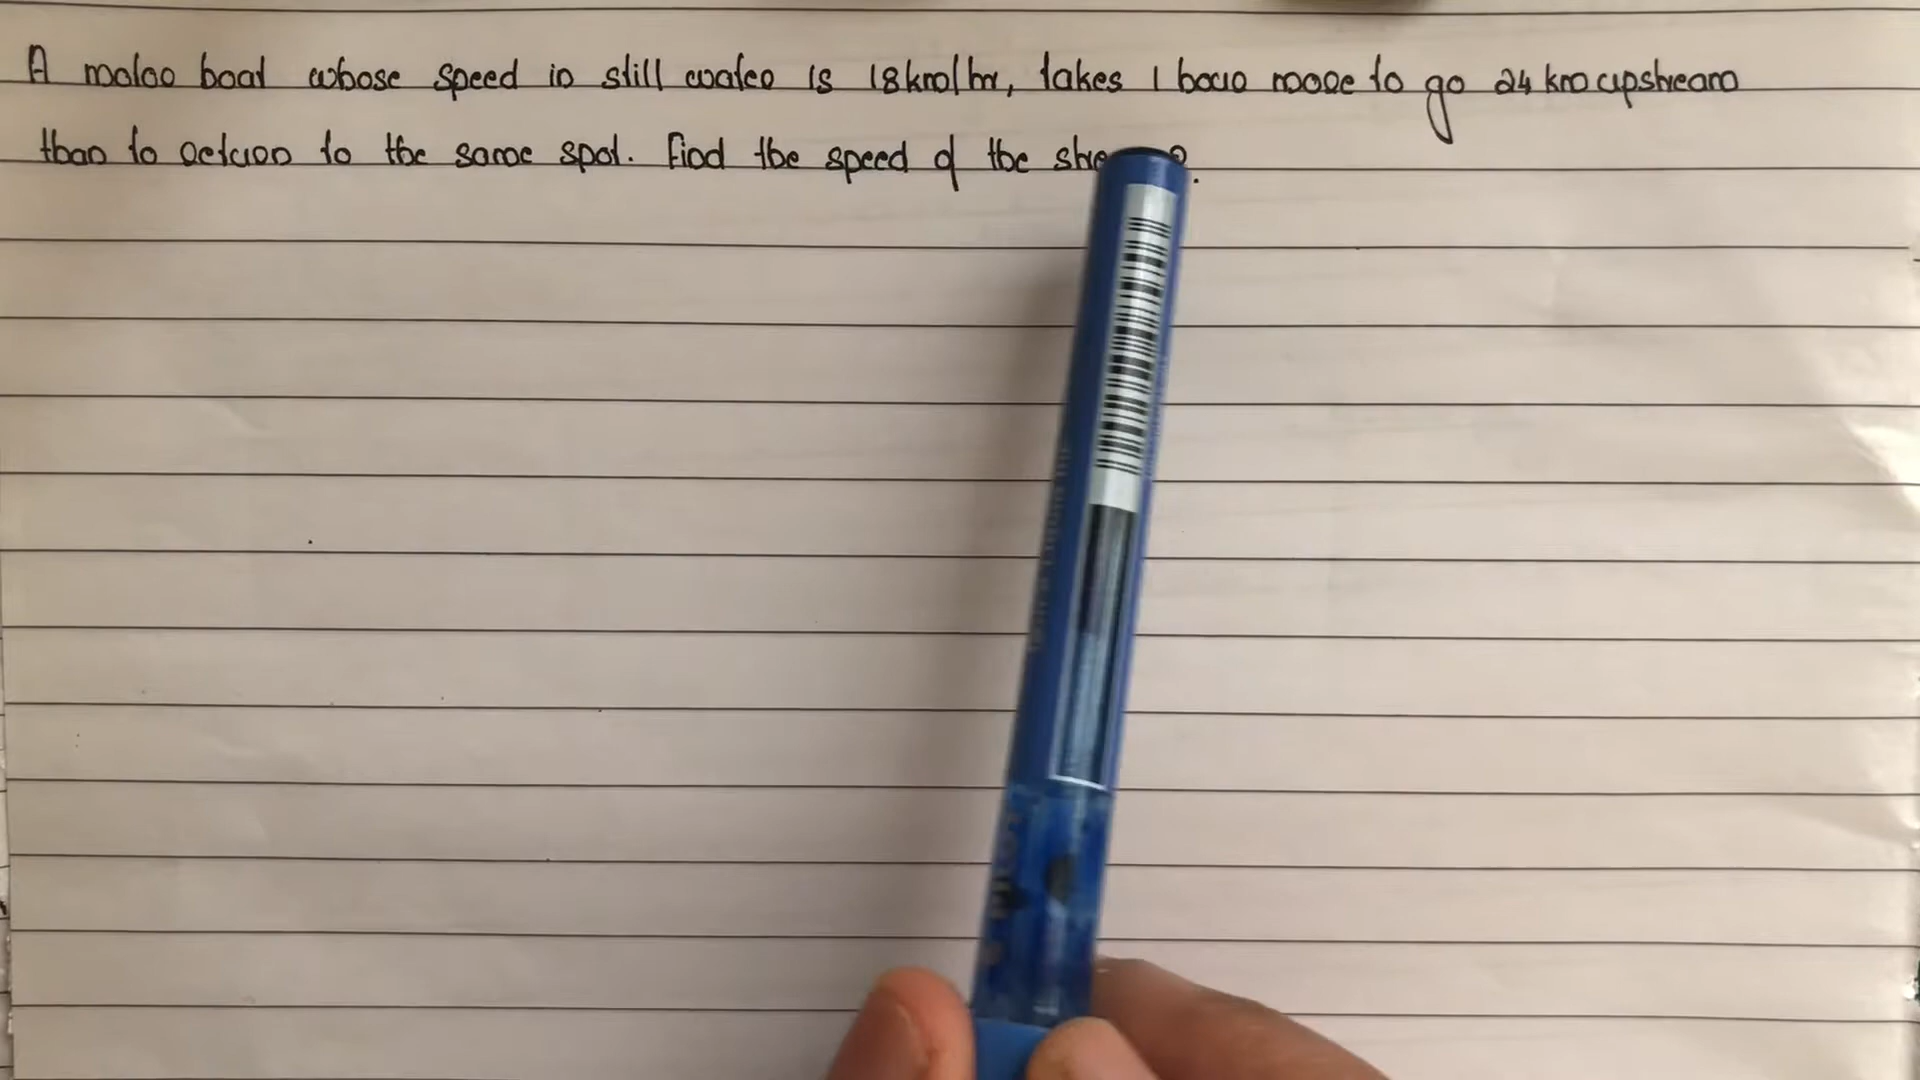 A motor boat whose speed in still water is 18km/hr, takes 1 hour more to go 24 km upstream
than to return to the same spot. Find the speed of the